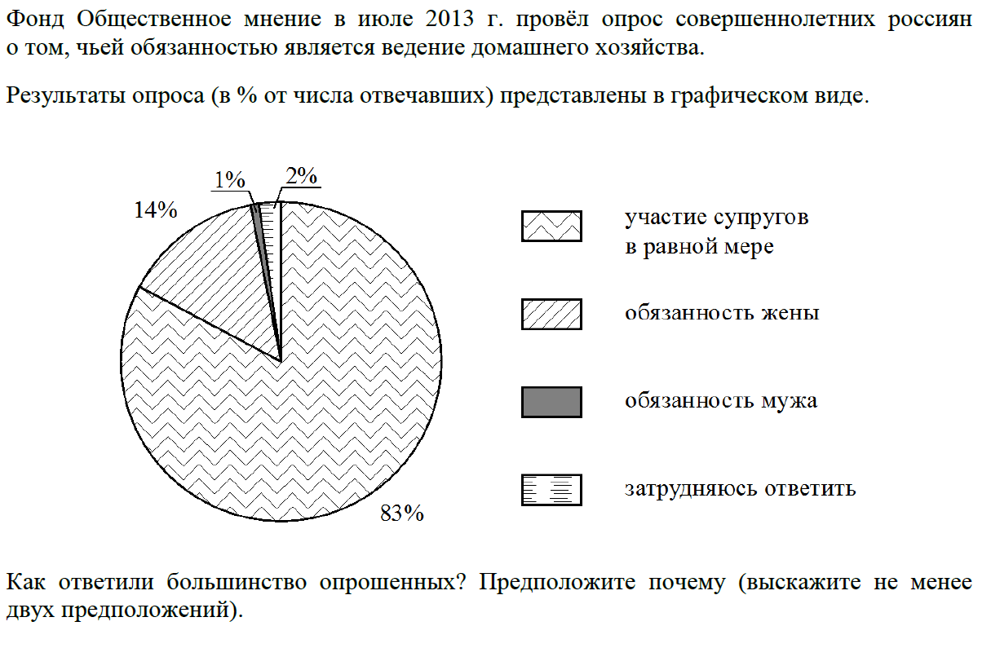 Фонд Общественное мнение в июле 2013 г. провёл опрос совершеннолетних россиян
о том, чьей обязанностью является ведение домашнего хозяйства.
Результаты опроса (в % от числа отвечавших) представлены в графическом виде.
1%
2%
14%
83%
участие супругов
в равной мере
обязанность жены
обязанность мужа
затрудняюсь ответить
Как ответили большинство опрошенных? Предположите почему (выскажите не менее
двух предположений).